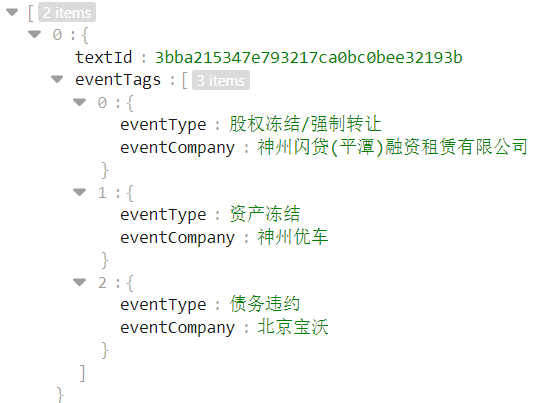 [ 2 items
0 : {
textId : 3bba215347e793217ca0bc0bee32193b
eventTags : [ 3 items
0 : {
eventType : 股权冻结/强制转让
eventCompany : 神州闪贷(平潭)融资租赁有限公司
}
1 : {
eventType : 资产冻结
eventCompany : 神州优车
}
2 : {
eventType : 债务违约
eventCompany : 北京宝沃
}
]
}